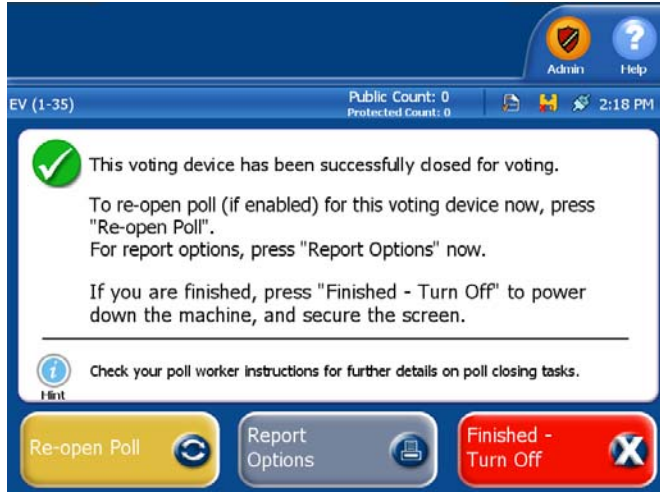 Admin
Help
EV (1-35)
Public Count: 0
Protected Count: 0
2:18 PM
This voting device has been successfully closed for voting.
To re-open poll (if enabled) for this voting device now, press
"Re-open Poll".
For report options, press "Report Options" now.
If you are finished, press "Finished - Turn Off" to power
down the machine, and secure the screen.
Check your poll worker instructions for further details on poll closing tasks.
Hint
Re-open Poll
Report
Options
Finished -
Turn Off